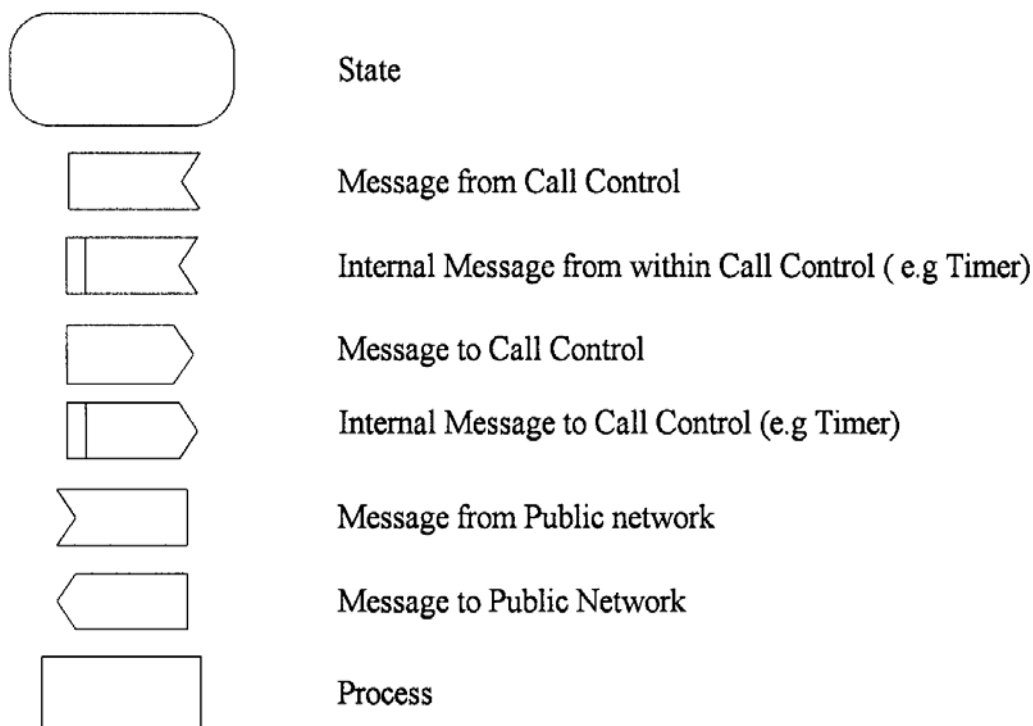 State
Message from Call Control
Internal Message from within Call Control ( e.g Timer)
Message to Call Control
Internal Message to Call Control (e.g Timer)
Message from Public network
Message to Public Network
Process